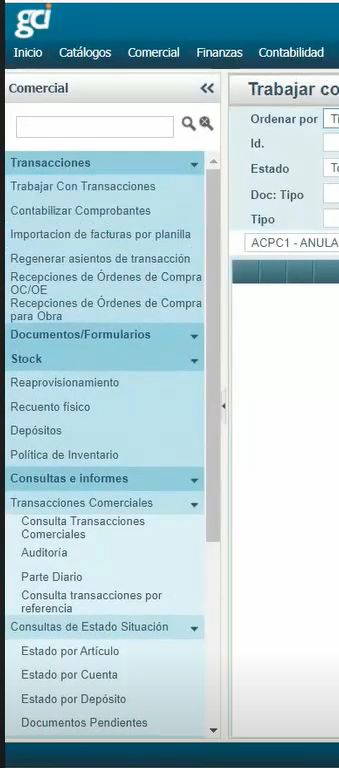 gci
Inicio Catálogos Comercial Finanzas Contabilidad
Comercial
Transacciones
Trabajar Con Transacciones
Contabilizar Comprobantes
Importacion de facturas por planilla
Regenerar asientos de transacción
Recepciones de Órdenes de Compra
OC/OE
Recepciones de Órdenes de Compra
para Obra
Documentos/Formularios
Stock
Reaprovisionamiento
Recuento físico
Depósitos
Política de Inventario
Consultas e informes
Transacciones Comerciales
Consulta Transacciones
Comerciales
Auditoría
Parte Diario
Consulta transacciones por
referencia
Consultas de Estado Situación
Estado por Artículo
Estado por Cuenta
Estado por Depósito
Documentos Pendientes
Trabajar co
Ordenar por
Id.
Estado
Doc: Tipo
Tipo
ACPC1 - ANULA